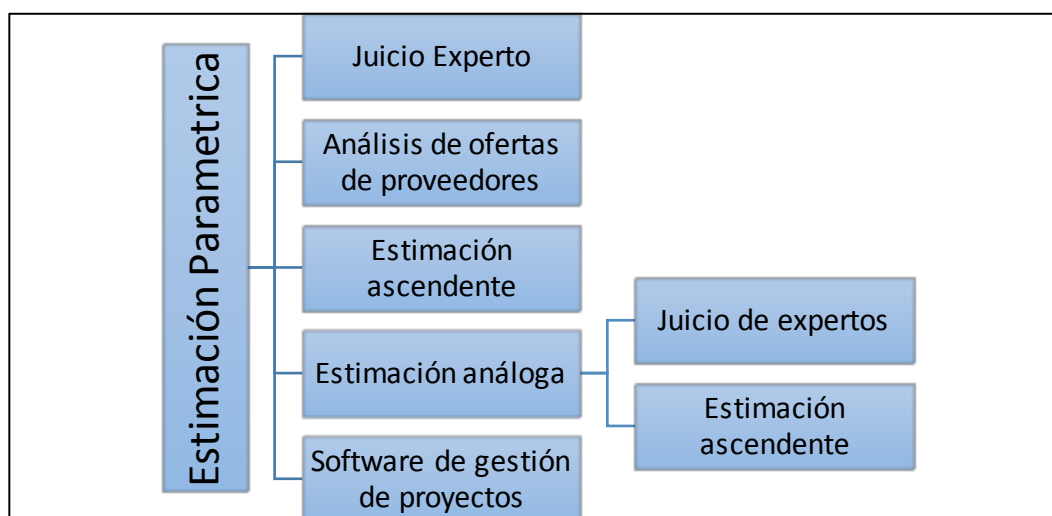 Estimación Parametrica
Juicio Experto
Análisis de ofertas
de proveedores
Estimación
ascendente
Estimación análoga
Software de gestión
de proyectos
Juicio de expertos
Estimación
ascendente